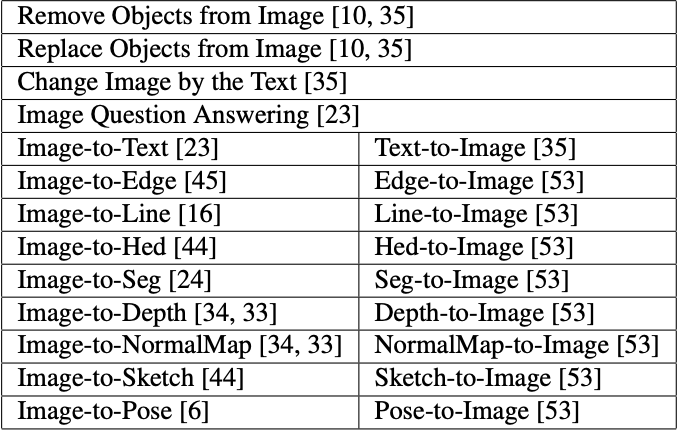 Remove Objects from Image [10, 35]
Replace Objects from Image [10, 35]
Change Image by the Text [35]
Image Question Answering [23]
Image-to-Text [23] Text-to-Image [35]
Image-to-Edge [45] Edge-to-Image [53]
Image-to-Line [16] Line-to-Image [53]
Image-to-Hed [44] Hed-to-Image [53]
Image-to-Seg [24] Seg-to-Image [53]
Image-to-Depth [34, 33] Depth-to-Image [53]
Image-to-NormalMap [34, 33] NormalMap-to-Image [53]
Image-to-Sketch [44] Sketch-to-Image [53]
Image-to-Pose [6] Pose-to-Image [53]